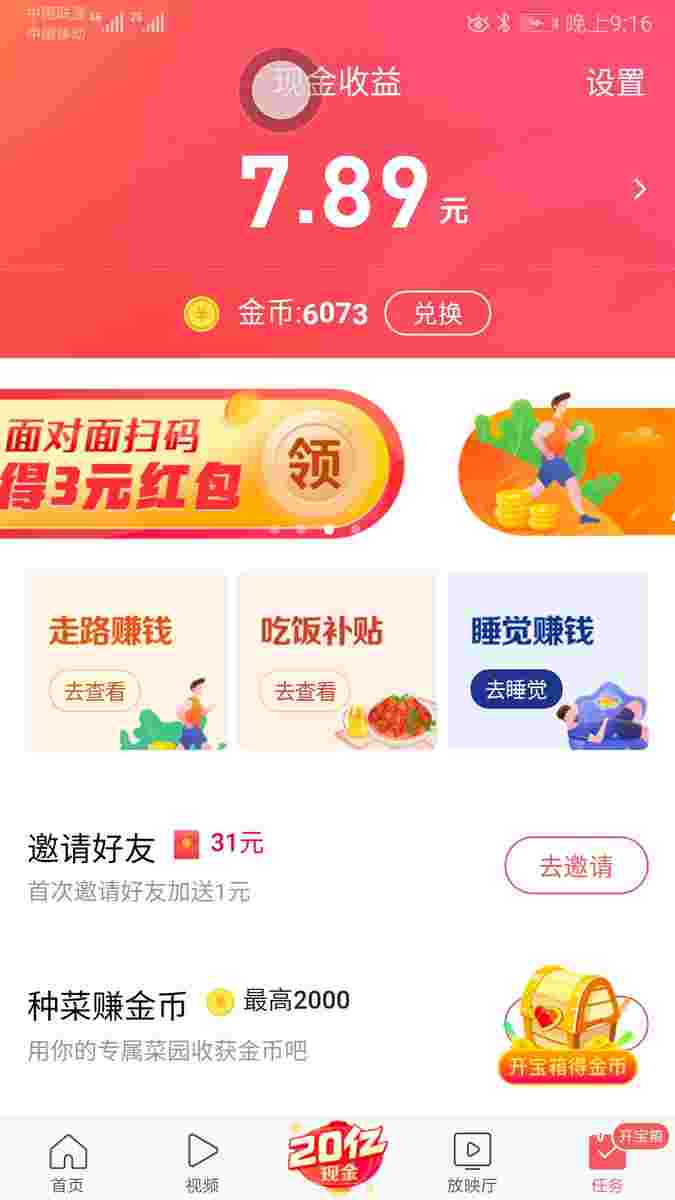 中国联通 4G 2G
中国移动
晚上9:16
现金收益
设置
7.89元
金币:6073
兑换
面对面扫码
得3元红包
领
走路赚钱
去查看
吃饭补贴
去查看
睡觉赚钱
去睡觉
邀请好友 31元
首次邀请好友加送1元
去邀请
种菜赚金币 最高2000
用你的专属菜园收获金币吧
开宝箱得金币
首页
视频
20亿
现金
放映厅
开宝箱
任务